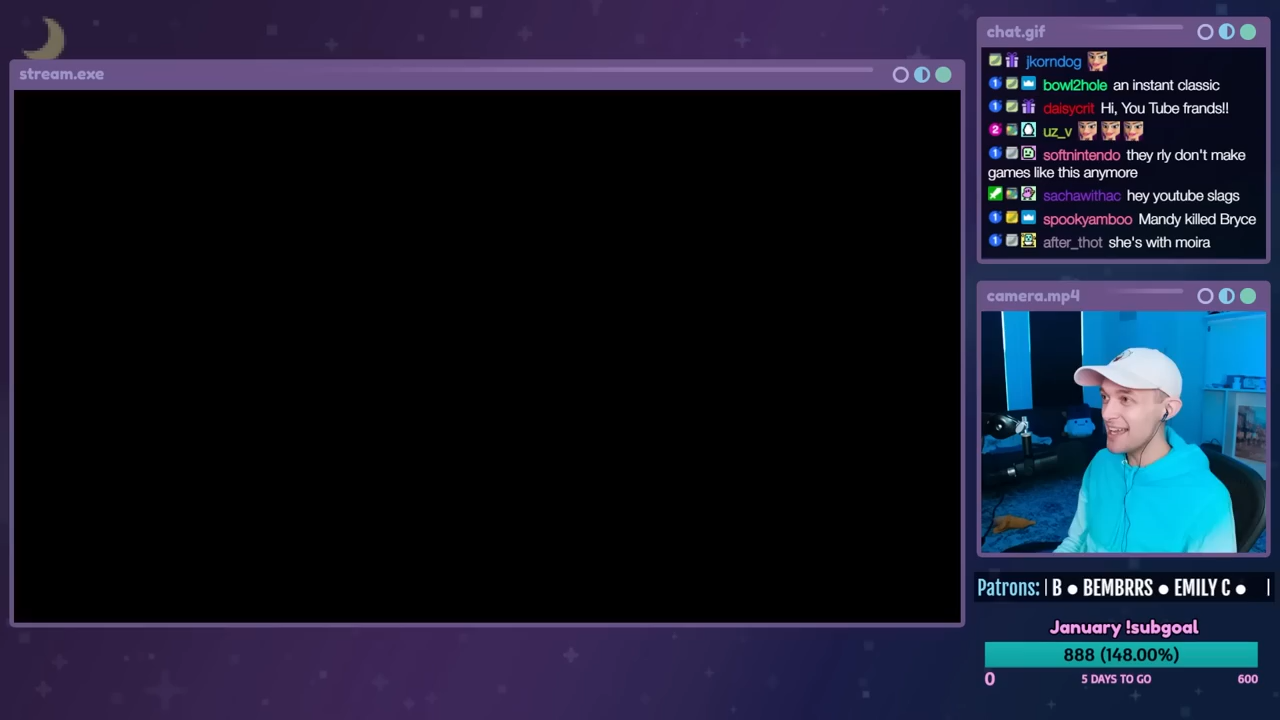 stream.exe
chat.gif
jkorndog
bowl2hole an instant classic
daisycrit Hi, You Tube frands!!
uz_v
softnintendo they rly don't make
games like this anymore
sachawithac hey youtube slags
spookyamboo Mandy killed Bryce
after_thot she's with moira
camera.mp4
Patrons: B ● BEMBRRS ● EMILY C ●
January !subgoal
888 (148.00%)
0 5 DAYS TO GO 600